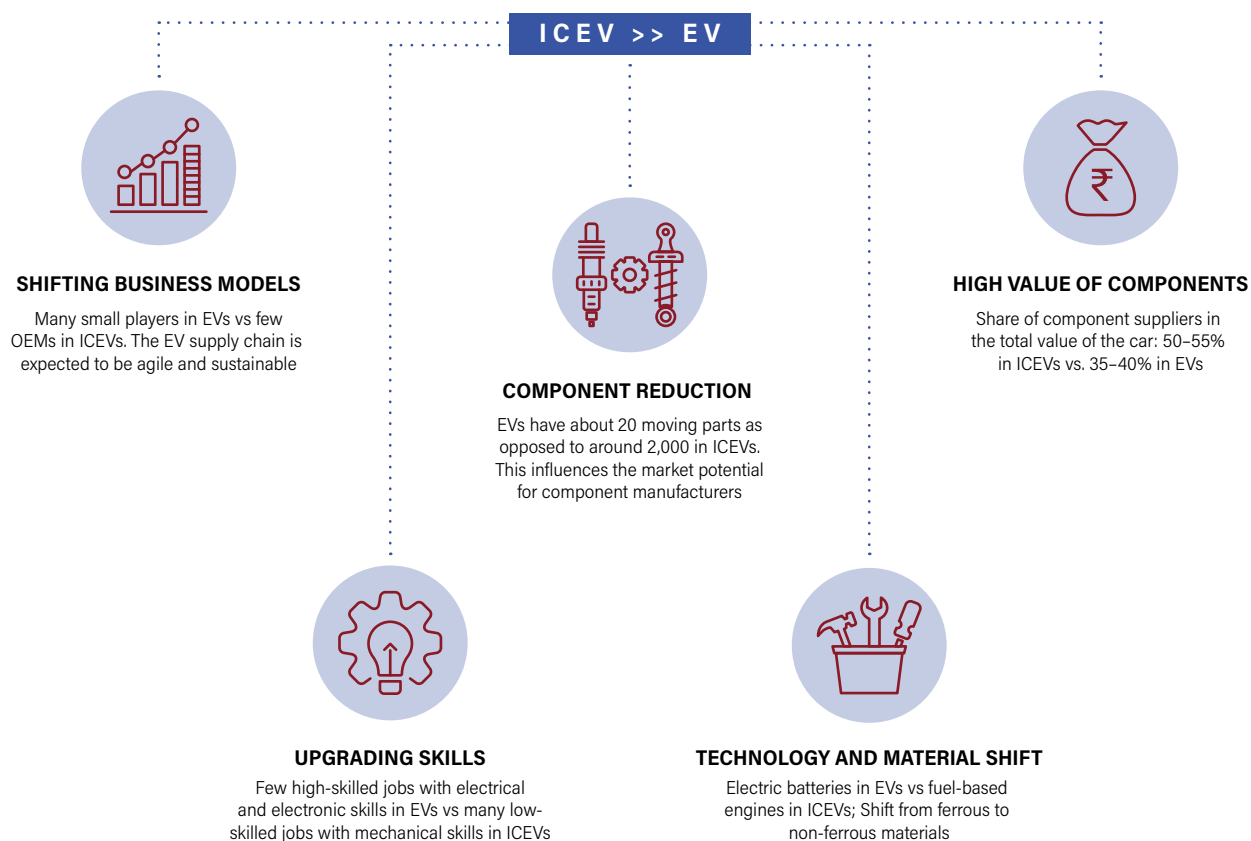 ICEV >> EV
₹
SHIFTING BUSINESS MODELS
Many small players in EVs vs few
OEMs in ICEVs. The EV supply chain is
expected to be agile and sustainable
HIGH VALUE OF COMPONENTS
Share of component suppliers in
the total value of the car: 50–55%
in ICEVs vs. 35–40% in EVs
COMPONENT REDUCTION
EVs have about 20 moving parts as
opposed to around 2,000 in ICEVs.
This influences the market potential
for component manufacturers
UPGRADING SKILLS
Few high-skilled jobs with electrical
and electronic skills in EVs vs many low-
skilled jobs with mechanical skills in ICEVs
TECHNOLOGY AND MATERIAL SHIFT
Electric batteries in EVs vs fuel-based
engines in ICEVs; Shift from ferrous to
non-ferrous materials